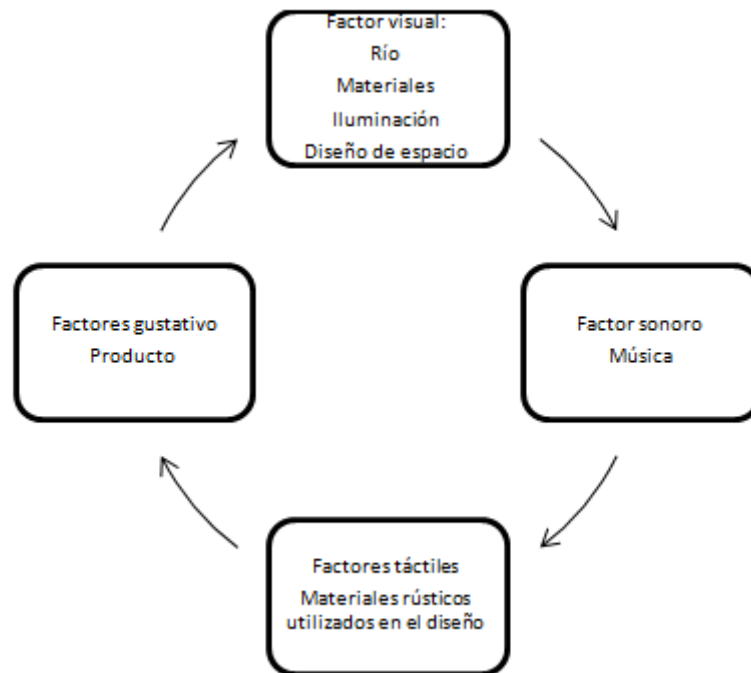 Factor visual:
Río
Materiales
Iluminación
Diseño de espacio
Factor sonoro
Música
Factores táctiles
Materiales rústicos
utilizados en el diseño
Factores gustativo
Producto